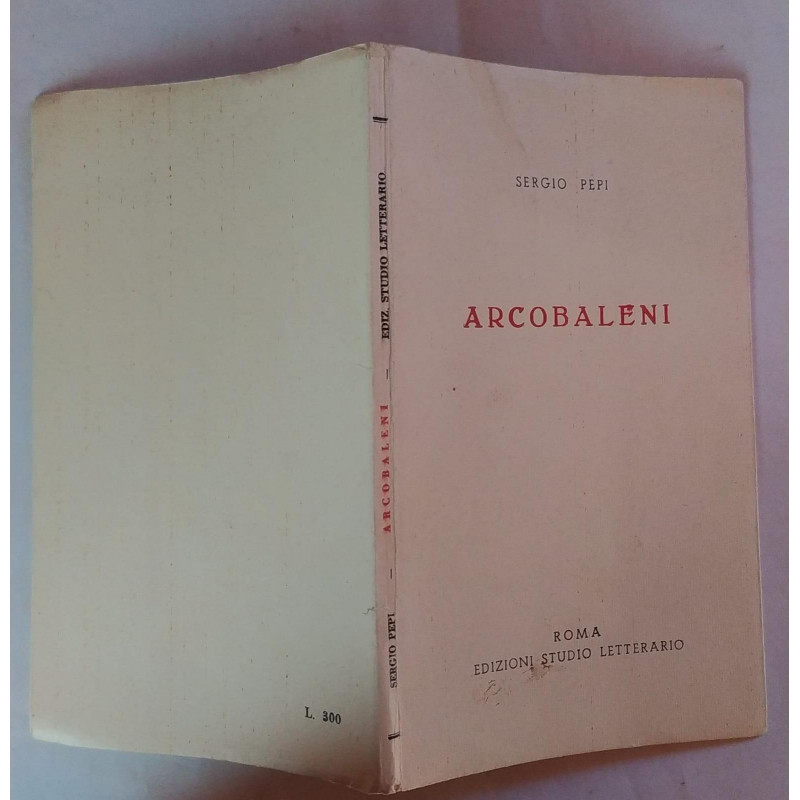 SERGIO PEPI
ARCOBALENI
ROMA
EDIZIONI STUDIO LETTERARIO
SERGIO PEPI — ARCOBALENI — EDIZ. STUDIO LETTERARIO
L. 300